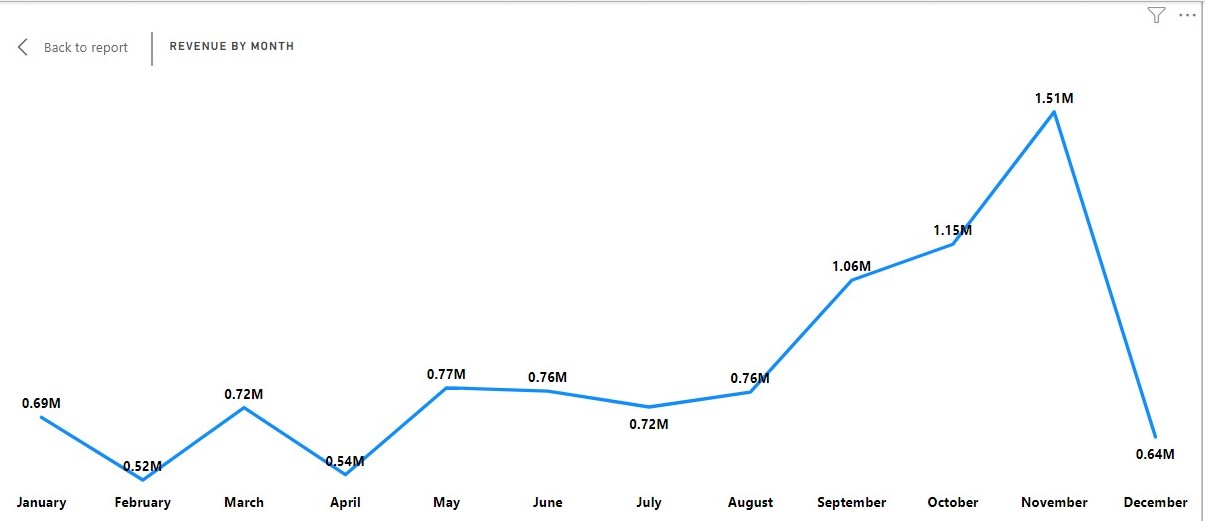 Back to report
REVENUE BY MONTH
1.51M
1.15M
1.06M
0.77M
0.76M
0.76M
0.69M
0.72M
0.72M
0.64M
0.52M
0.54M
January February March April May June July August September October November December